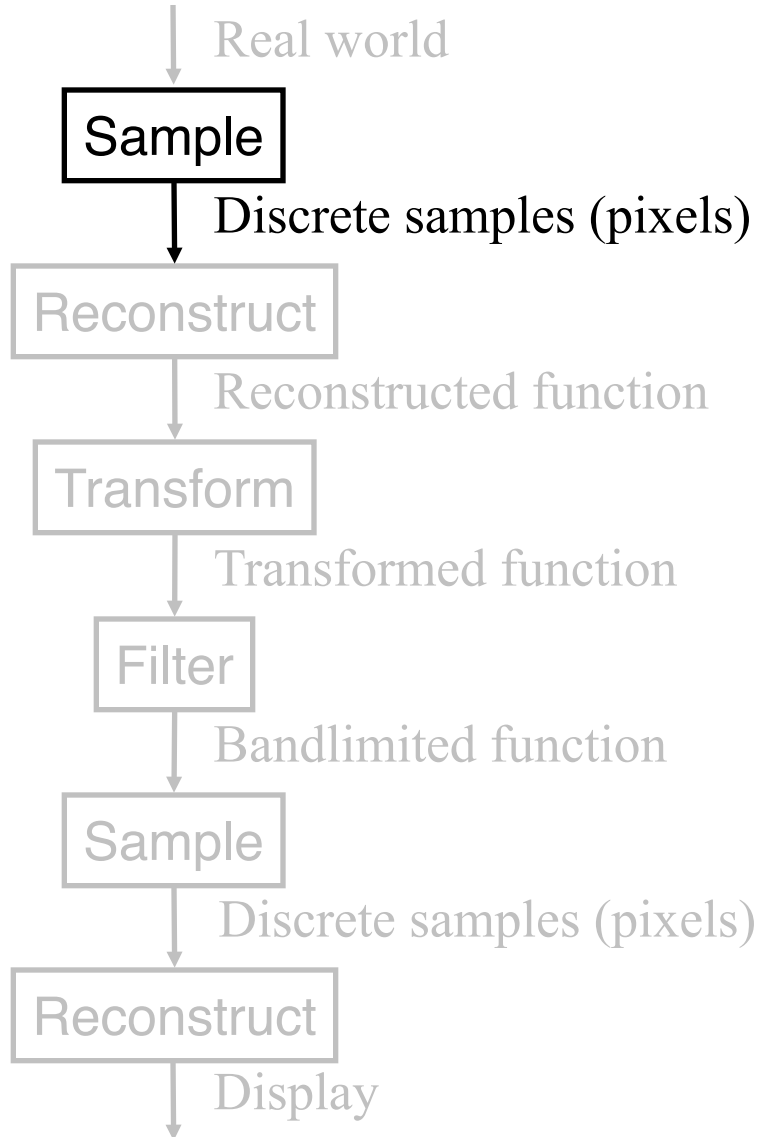 Real world
Sample
Discrete samples (pixels)
Reconstruct
Reconstructed function
Transform
Transformed function
Filter
Bandlimited function
Sample
Discrete samples (pixels)
Reconstruct
Display